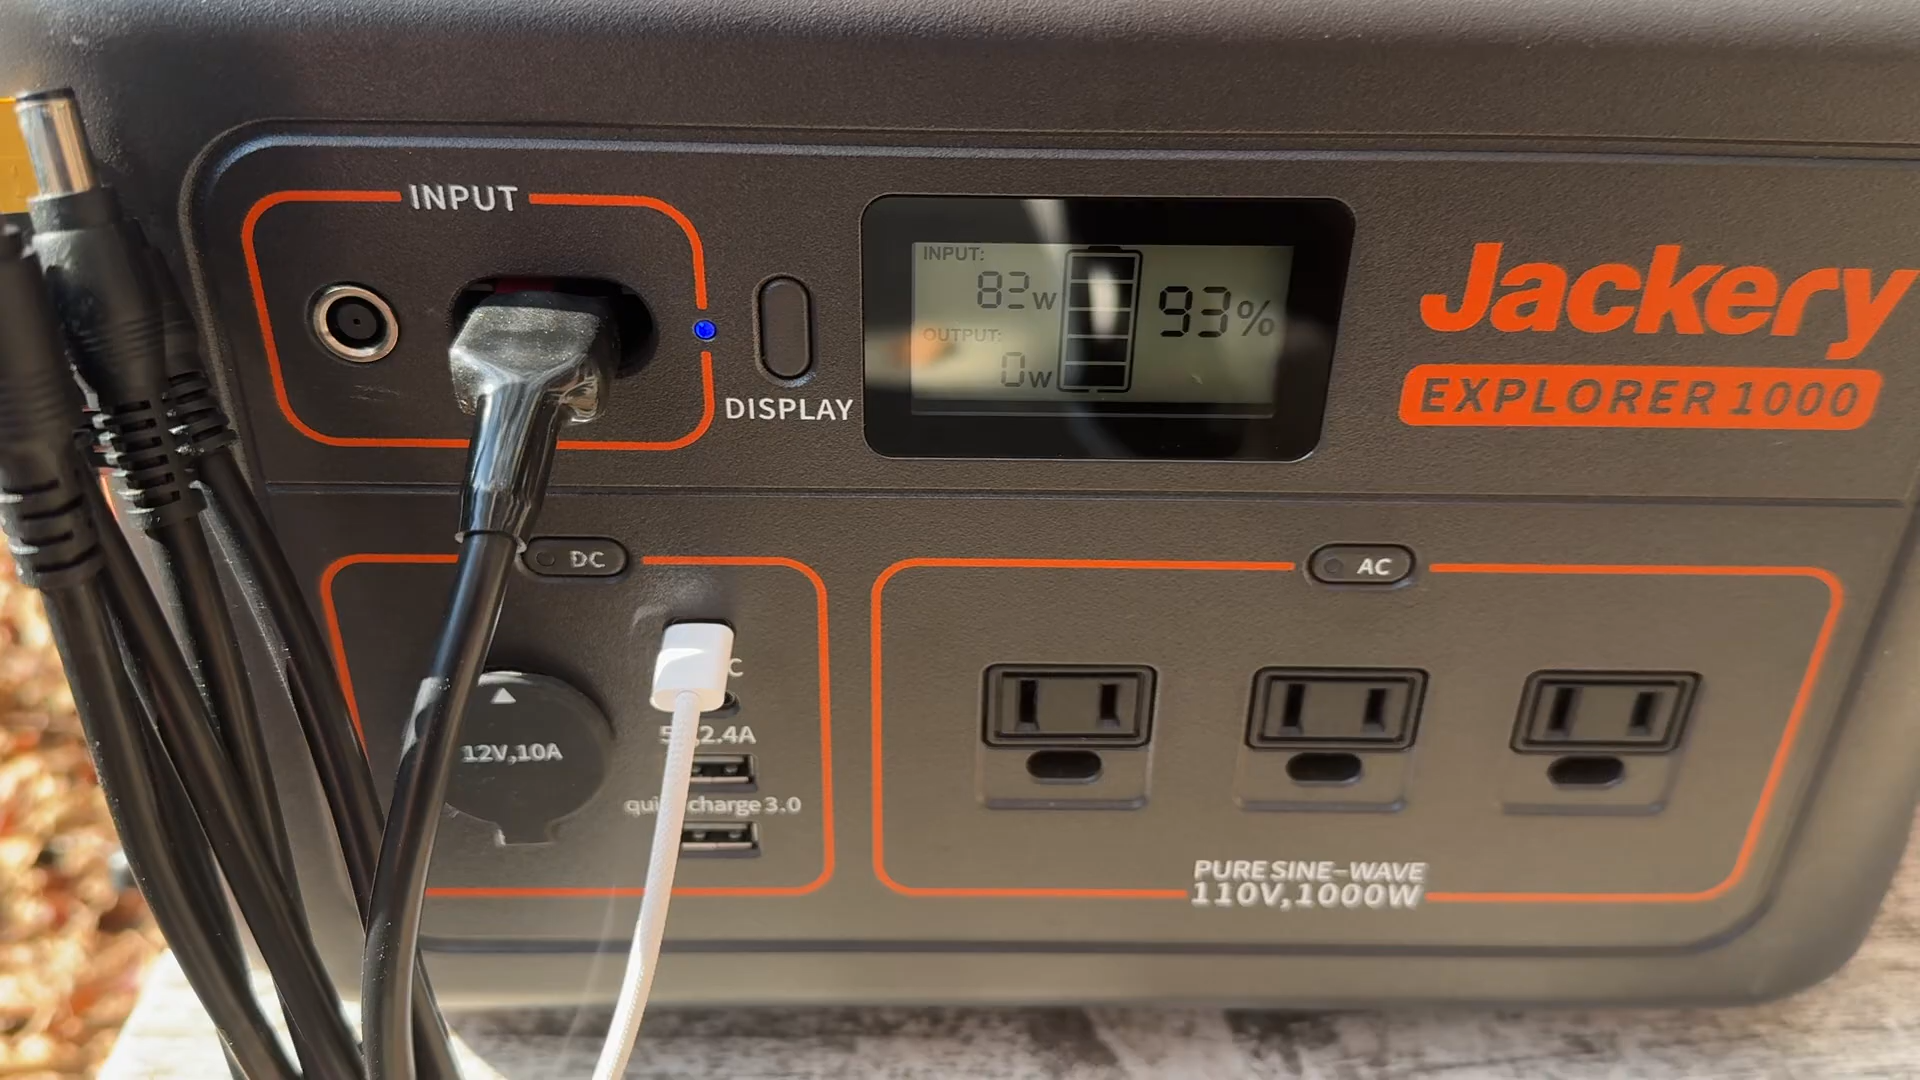 INPUT
Jackery
EXPLORER 1000
DISPLAY
INPUT:
W
93%
OUTPUT:
0W
DC
AC
C
12V,10A
2.4A
charge 3.0
PURE SINE-WAVE
110V,1000W